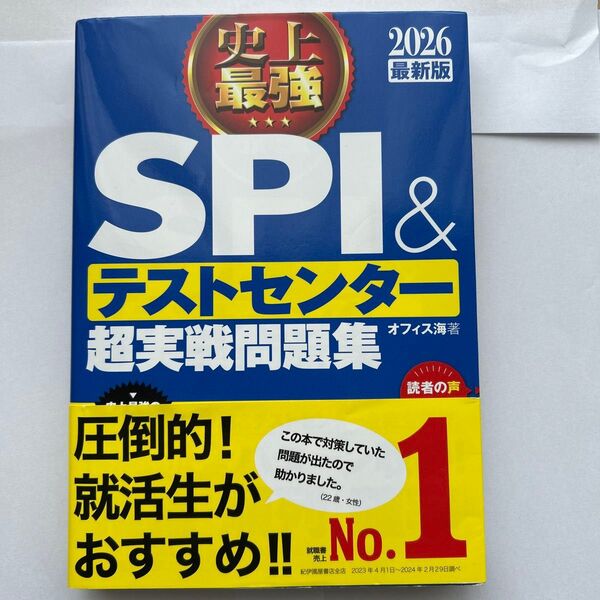 史上
最強
★★★
2026
最新版
SPI&
テストセンター
超実戦問題集
オフィス海 著
読者の声
圧倒的!
就活生が
おすすめ!!
この本で対策していた
問題が出たので
助かりました。
(22歳・女性)
就職書
売上
No.1
紀伊國屋書店全店 2023年4月1日~2024年2月29日調べ